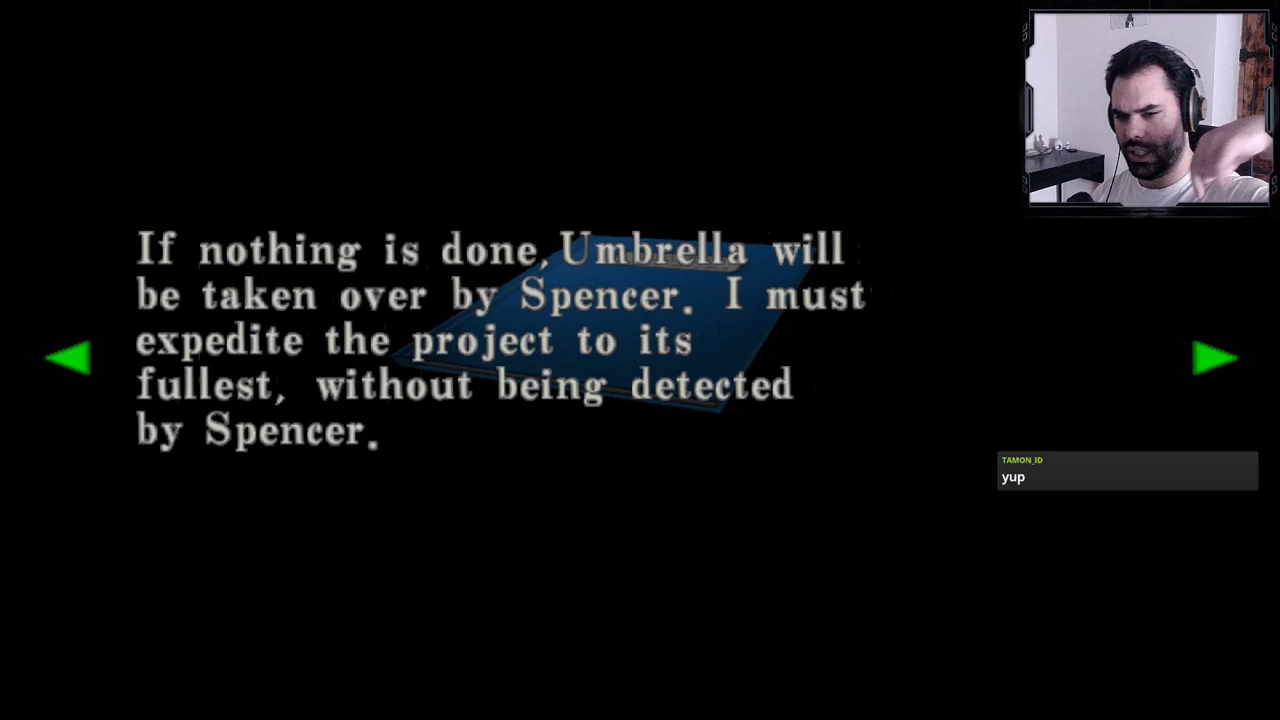 If nothing is done, Umbrella will
be taken over by Spencer. I must
expedite the project to its
fullest, without being detected
by Spencer.
TAMON_ID
yup